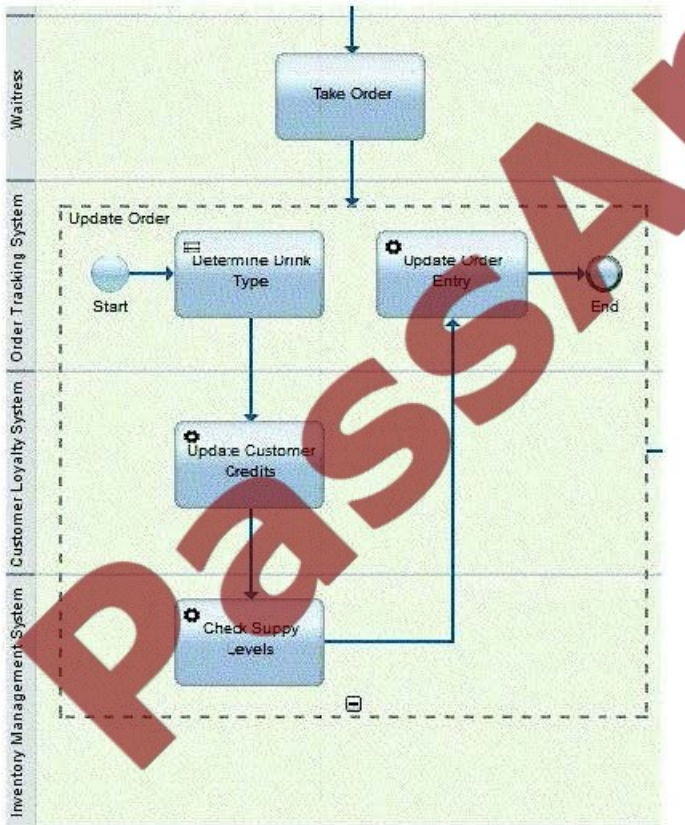 Waitress
Take Order
Order Tracking System
Update Order
Start
Determine Drink
Type
Update Order
Entry
End
Customer Loyalty System
Update Customer
Credits
Inventory Management System
Check Suppy
Levels
PassAn